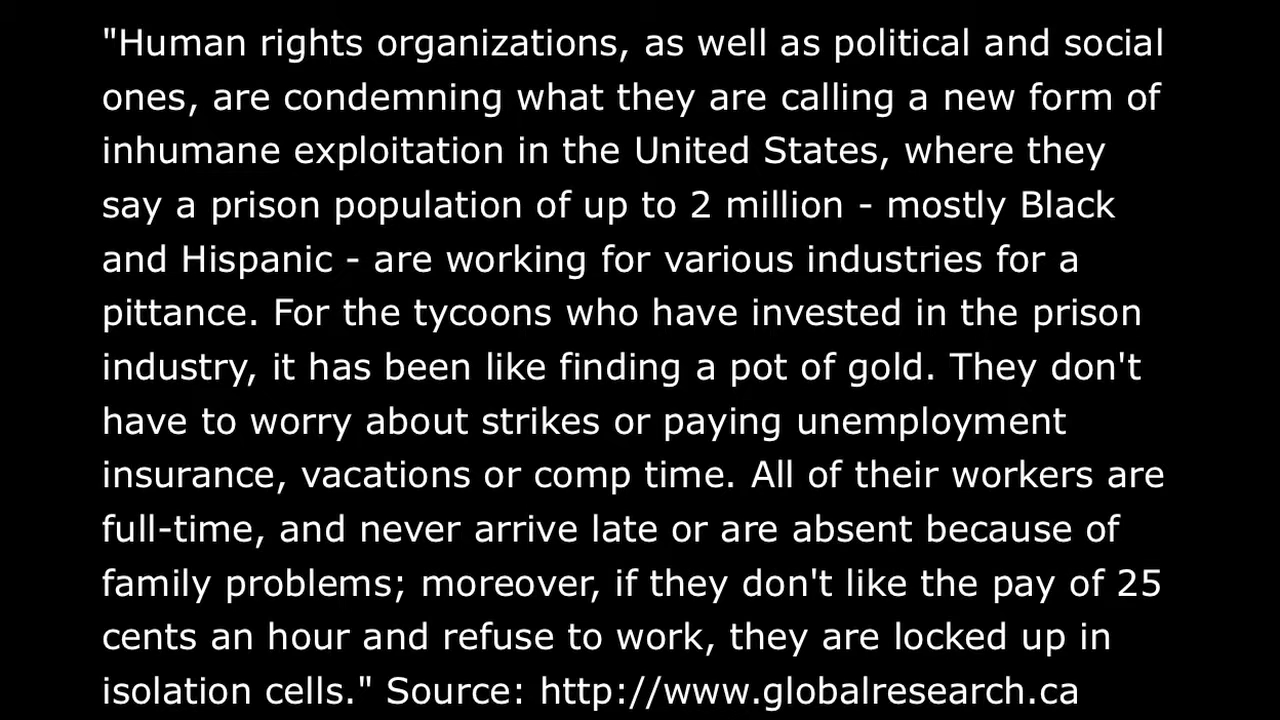 "Human rights organizations, as well as political and social
ones, are condemning what they are calling a new form of
inhumane exploitation in the United States, where they
say a prison population of up to 2 million - mostly Black
and Hispanic - are working for various industries for a
pittance. For the tycoons who have invested in the prison
industry, it has been like finding a pot of gold. They don't
have to worry about strikes or paying unemployment
insurance, vacations or comp time. All of their workers are
full-time, and never arrive late or are absent because of
family problems; moreover, if they don't like the pay of 25
cents an hour and refuse to work, they are locked up in
isolation cells." Source: http://www.globalresearch.ca